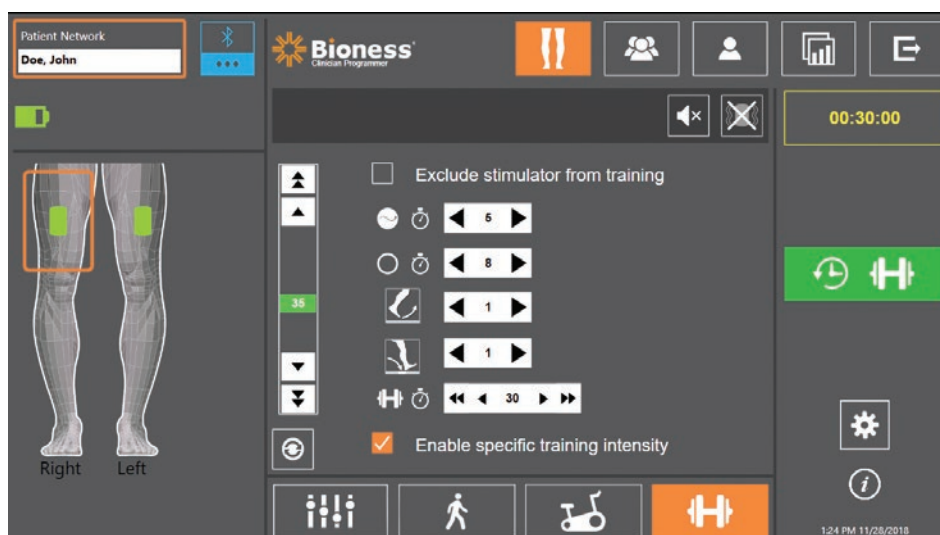 Patient Network
Doe, John
Bioness
Clinician Programmer
00:30:00
Exclude stimulator from training
5
8
35
1
1
30
Enable specific training intensity
Right
Left
1:24 PM 11/28/2018